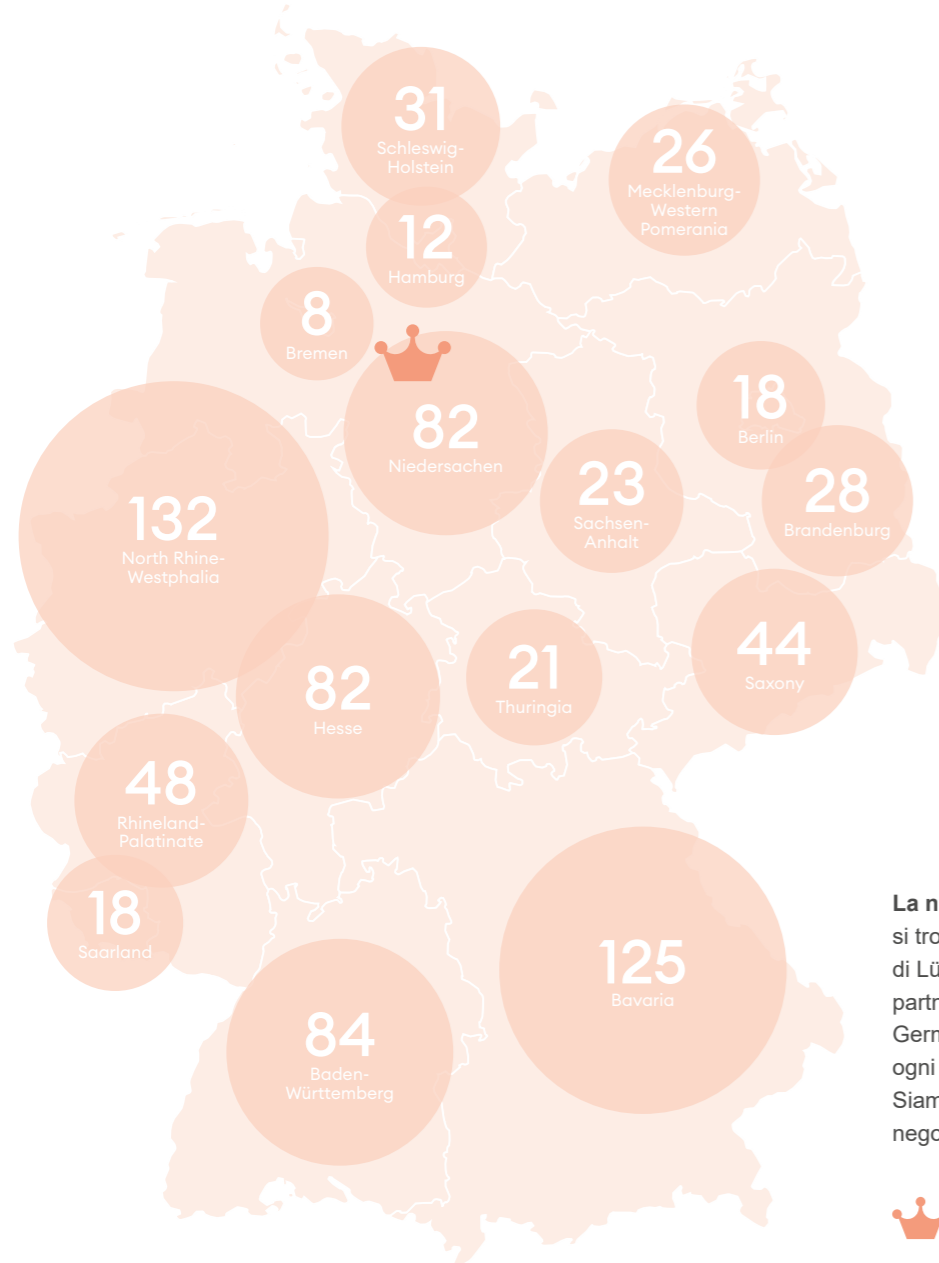 31
Schleswig-
Holstein
26
Mecklenburg-
Western
Pomerania
12
Hamburg
8
Bremen
18
Berlin
82
Niedersachen
23
Sachsen-
Anhalt
28
Brandenburg
132
North Rhine-
Westphalia
44
Saxony
82
Hesse
21
Thuringia
48
Rhineland-
Palatinate
18
Saarland
125
Bavaria
84
Baden-
Württemberg
La n
si tro
di Lü
partn
Germ
ogni
Siam
nego